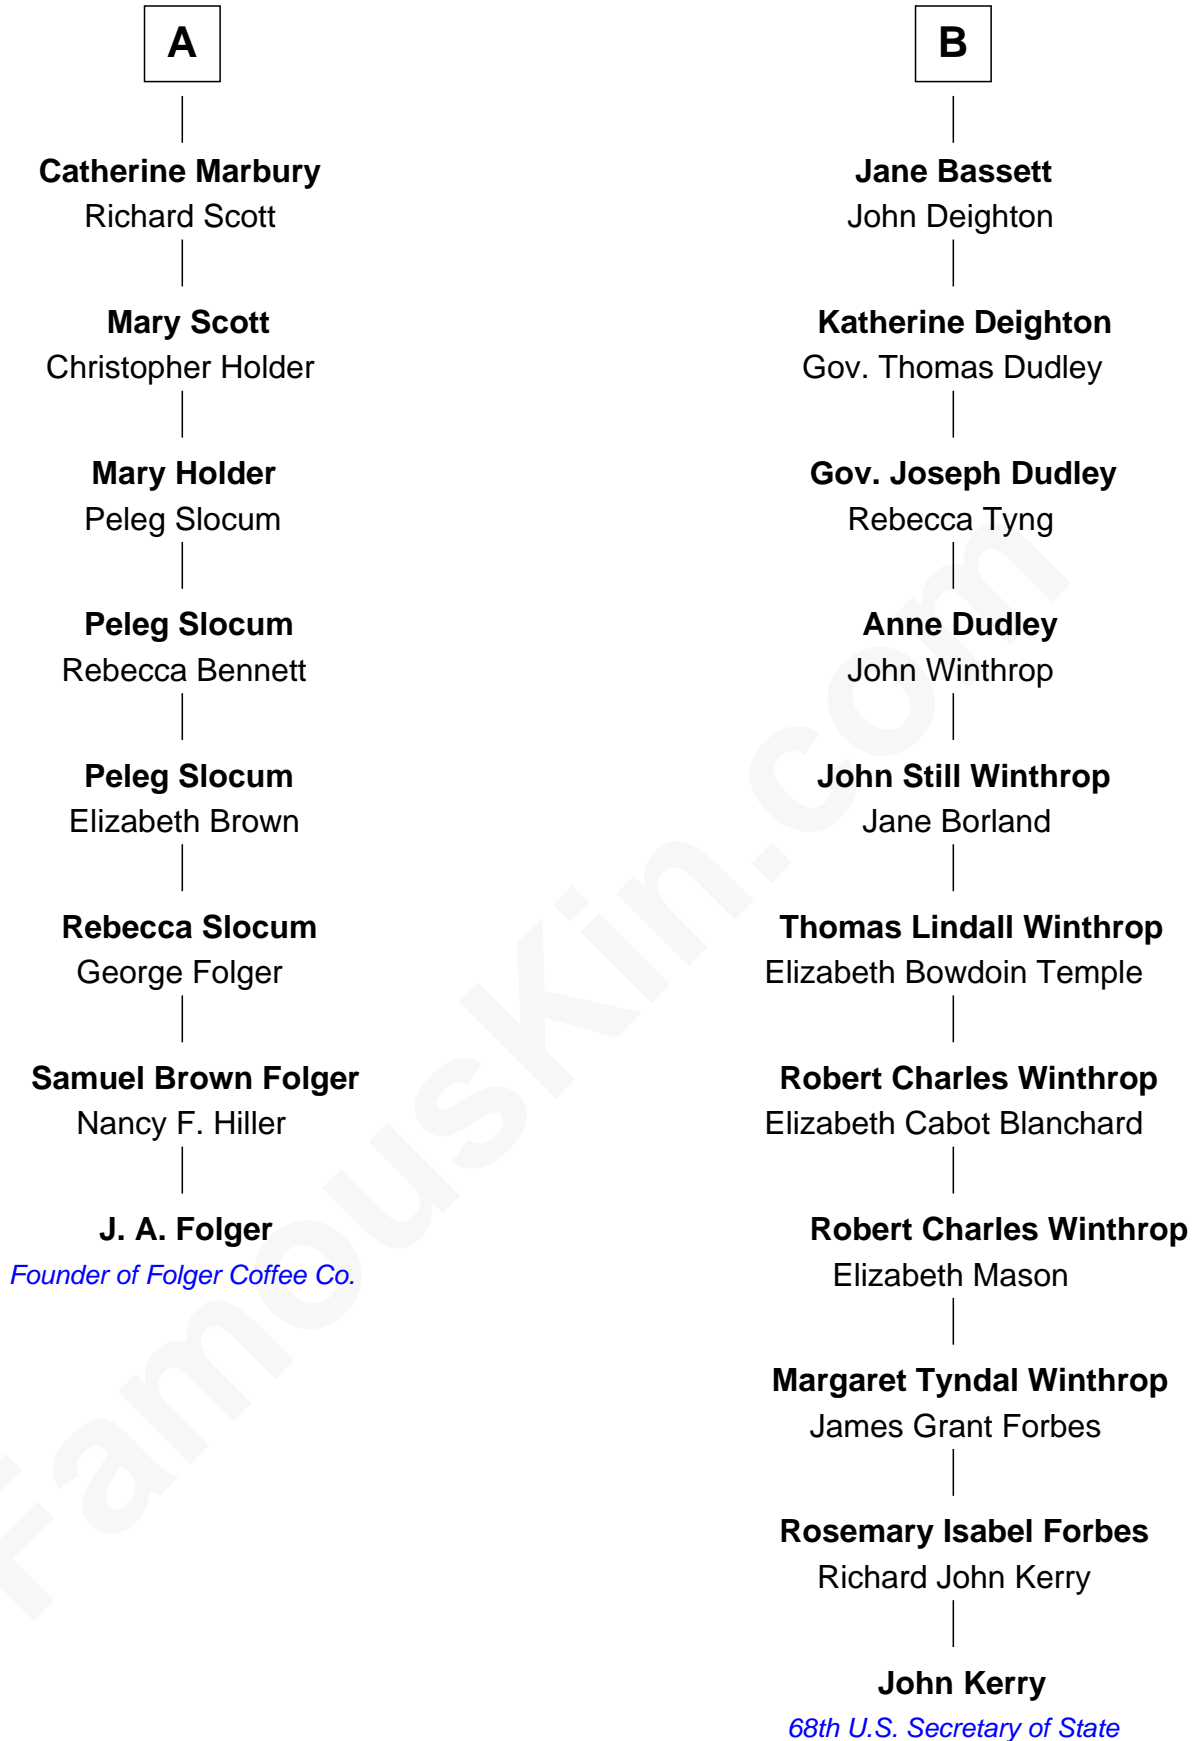 A
Catherine Marbury
Richard Scott
Mary Scott
Christopher Holder
Mary Holder
Peleg Slocum
Peleg Slocum
Rebecca Bennett
Peleg Slocum
Elizabeth Brown
Rebecca Slocum
George Folger
Samuel Brown Folger
Nancy F. Hiller
J. A. Folger
Founder of Folger Coffee Co.
B
Jane Bassett
John Deighton
Katherine Deighton
Gov. Thomas Dudley
Gov. Joseph Dudley
Rebecca Tyng
Anne Dudley
John Winthrop
John Still Winthrop
Jane Borland
Thomas Lindall Winthrop
Elizabeth Bowdoin Temple
Robert Charles Winthrop
Elizabeth Cabot Blanchard
Robert Charles Winthrop
Elizabeth Mason
Margaret Tyndal Winthrop
James Grant Forbes
Rosemary Isabel Forbes
Richard John Kerry
John Kerry
68th U.S. Secretary of State
FamousKin.com